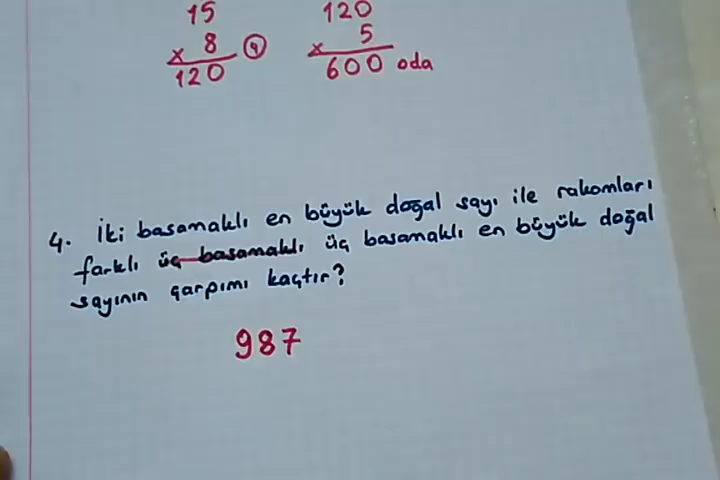 15 120
x 8 4 x 5
120 600 oda
4. İki basamaklı en büyük doğal sayı ile rakamları
farklı üç basamaklı üç basamaklı en büyük doğal
sayının çarpımı kaçtır?
987